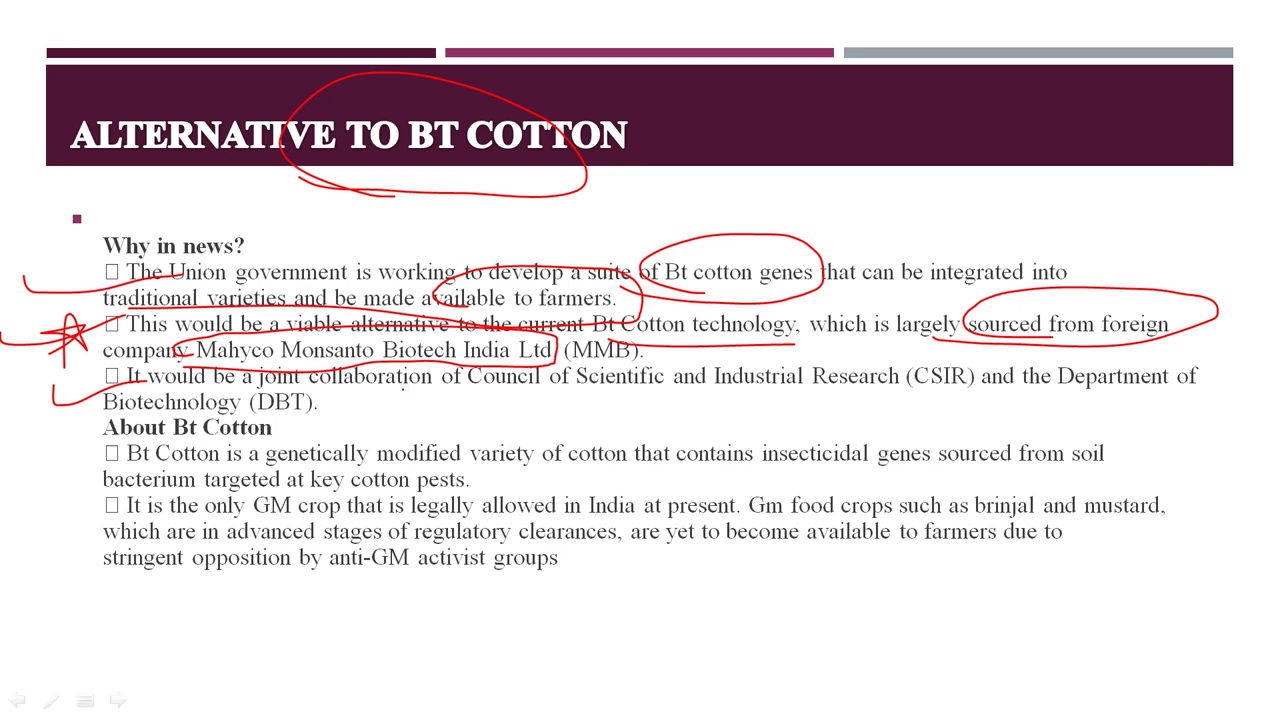 ALTERNATIVE TO BT COTTON
Why in news?
The Union government is working to develop a suite of Bt cotton genes that can be integrated into
traditional varieties and be made available to farmers.
This would be a viable alternative to the current Bt Cotton technology, which is largely sourced from foreign
company Mahyco Monsanto Biotech India Ltd (MMB).
It would be a joint collaboration of Council of Scientific and Industrial Research (CSIR) and the Department of
Biotechnology (DBT).
About Bt Cotton
Bt Cotton is a genetically modified variety of cotton that contains insecticidal genes sourced from soil
bacterium targeted at key cotton pests.
It is the only GM crop that is legally allowed in India at present. Gm food crops such as brinjal and mustard,
which are in advanced stages of regulatory clearances, are yet to become available to farmers due to
stringent opposition by anti-GM activist groups